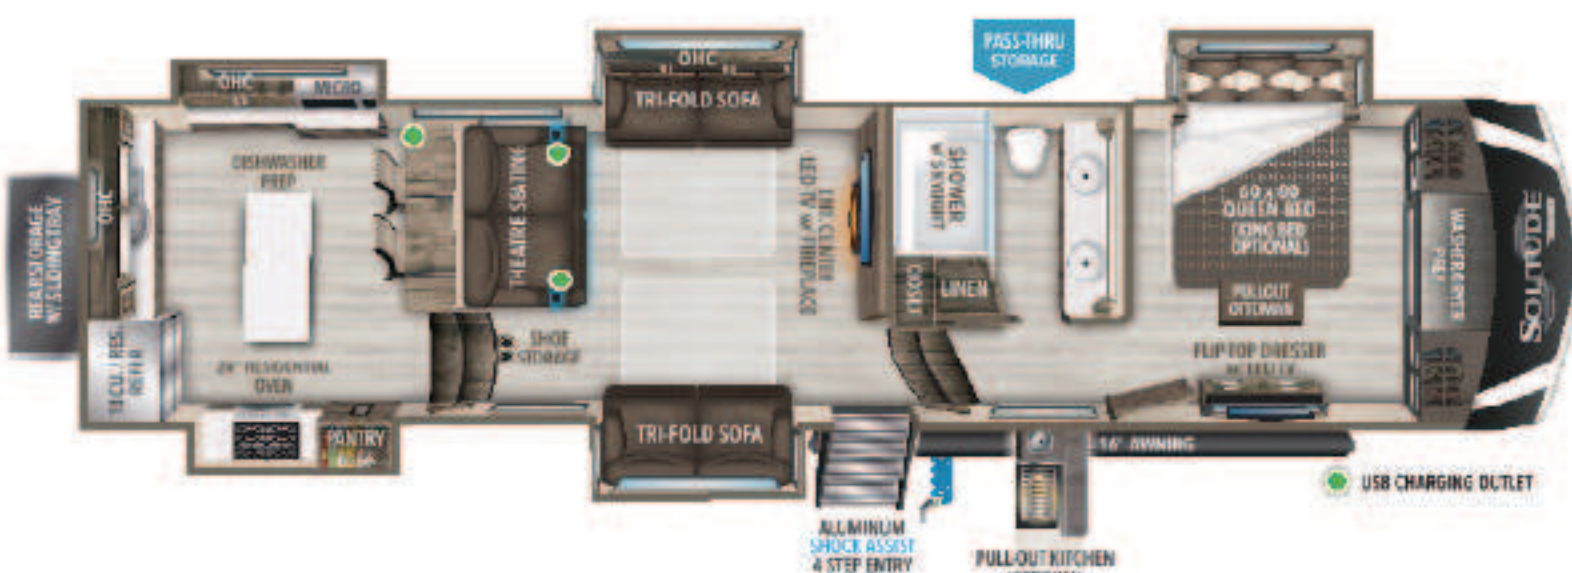 PASS-THRU
STORAGE
OHC
MICRO
OHC
TRI-FOLD SOFA
DISHWASHER
PREP
OHC
REAR STORAGE
W/ SLIDING TRAY
THEATRE SEATING
LED TV w/ FIREPLACE
SHOWER
W/ SKYLIGHT
60 x 80
QUEEN BED
(KING BED
OPTIONAL)
PULLOUT
OTTOMAN
WASHER/DRYER
PREP
SOLITUDE
LINEN
SHOE
STORAGE
RESIDENTIAL
OVEN
REFER
PANTRY
TRI-FOLD SOFA
FLIP TOP DRESSER
16' AWNING
USB CHARGING OUTLET
ALUMINUM
SHOCK ASSIST
4 STEP ENTRY
PULL-OUT KITCHEN